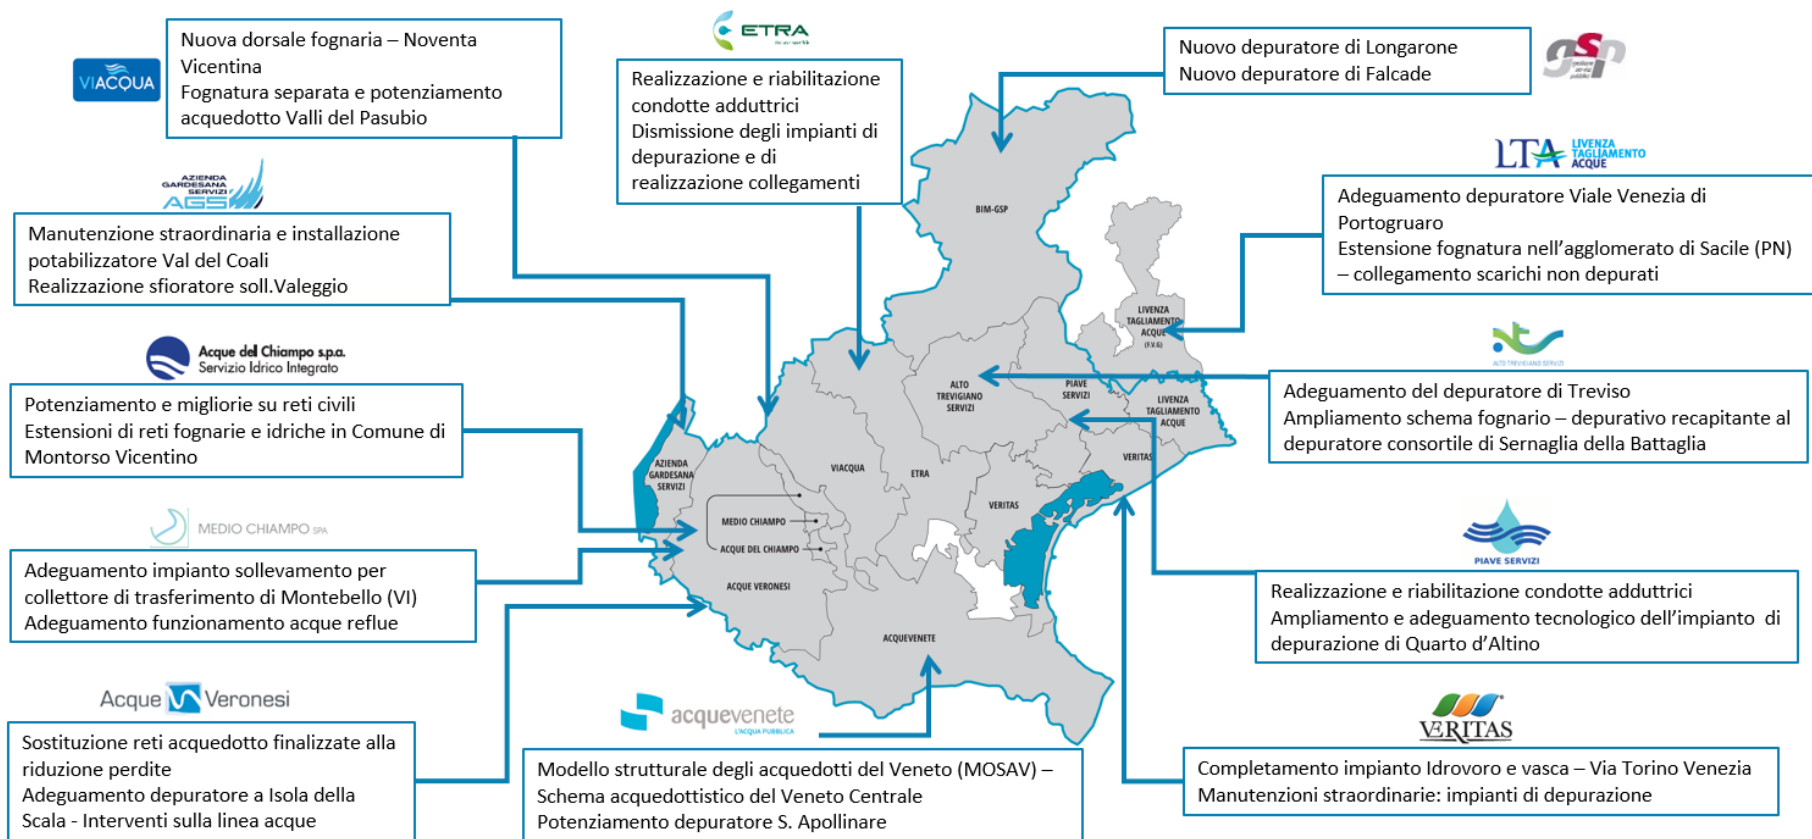 VIACQUA
Nuova dorsale fognaria – Noventa
Vicentina
Fognatura separata e potenziamento
acquedotto Valli del Pasubio
ETRA
Realizzazione e riabilitazione
condotte adduttrici
Dismissione degli impianti di
depurazione e di
realizzazione collegamenti
Nuovo depuratore di Longarone
Nuovo depuratore di Falcade
gsp
LTA LIVENZA
TAGLIAMENTO
ACQUE
Adeguamento depuratore Viale Venezia di
Portogruaro
Estensione fognatura nell’agglomerato di Sacile (PN)
– collegamento scarichi non depurati
AZIENDA
GARDESANA
SERVIZI
AGS
Manutenzione straordinaria e installazione
potabilizzatore Val del Coali
Realizzazione sfioratore soll.Valeggio
Acque del Chiampo s.p.a.
Servizio Idrico Integrato
Potenziamento e migliorie su reti civili
Estensioni di reti fognarie e idriche in Comune di
Montorso Vicentino
ALTO TREVIGIANO SERVIZI
Adeguamento del depuratore di Treviso
Ampliamento schema fognario – depurativo recapitante al
depuratore consortile di Sernaglia della Battaglia
MEDIO CHIAMPO SPA
Adeguamento impianto sollevamento per
collettore di trasferimento di Montebello (VI)
Adeguamento funzionamento acque reflue
PIAVE SERVIZI
Realizzazione e riabilitazione condotte adduttrici
Ampliamento e adeguamento tecnologico dell’impianto di
depurazione di Quarto d’Altino
Acque Veronesi
Sostituzione reti acquedotto finalizzate alla
riduzione perdite
Adeguamento depuratore a Isola della
Scala - Interventi sulla linea acque
acquevenete
L'ACQUA PUBBLICA
Modello strutturale degli acquedotti del Veneto (MOSAV) –
Schema acquedottistico del Veneto Centrale
Potenziamento depuratore S. Apollinare
VERITAS
Completamento impianto Idrovoro e vasca – Via Torino Venezia
Manutenzioni straordinarie: impianti di depurazione
BIM-GSP
LIVENZA
TAGLIAMENTO
ACQUE
(F.V.G)
ALTO
TREVIGIANO
SERVIZI
PIAVE
SERVIZI
LIVENZA
TAGLIAMENTO
ACQUE
VERITAS
AZIENDA
GARDESANA
SERVIZI
VIACQUA
ETRA
VERITAS
MEDIO CHIAMPO
ACQUE DEL CHIAMPO
ACQUE VERONESI
ACQUEVENETE